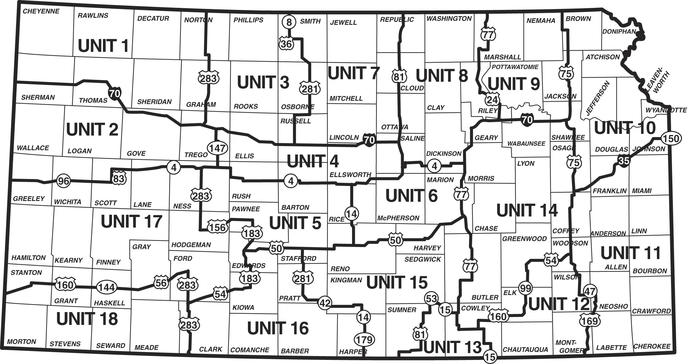 CHEYENNE RAWLINS DECATUR NORTON PHILLIPS 8 SMITH JEWELL REPUBLIC WASHINGTON NEMAHA BROWN
DONIPHAN
36 77
UNIT 1 MARSHALL ATCHISON
UNIT 3 UNIT 7 UNIT 8 POTTAWATOMIE
283 281 81 UNIT 9 75 LEAVEN-
WORTH
70 CLOUD JEFFERSON
SHERMAN THOMAS SHERIDAN GRAHAM ROOKS OSBORNE MITCHELL CLAY 24 RILEY JACKSON WYANDOTTE
RUSSELL
UNIT 2 LINCOLN 70 OTTAWA 70 UNIT 10
SALINE GEARY WABAUNSEE SHAWNEE 150
WALLACE LOGAN GOVE TREGO 147 ELLIS DICKINSON OSAGE DOUGLAS JOHNSON
UNIT 4 LYON 35
4 ELLSWORTH 4 75
96 83 4 MARION MORRIS
GREELEY WICHITA SCOTT LANE NESS 283 RUSH UNIT 6 77 FRANKLIN MIAMI
PAWNEE BARTON RICE 14 McPHERSON UNIT 14
UNIT 17 156 183 UNIT 5 CHASE COFFEY ANDERSON LINN
HODGEMAN 50 50 GREENWOOD WOODSON
GRAY HARVEY UNIT 11
HAMILTON KEARNY FINNEY FORD EDWARDS STAFFORD SEDGWICK 54 ALLEN
STANTON 183 281 RENO 77 BOURBON
160 144 56 283 KINGMAN UNIT 15 WILSON
GRANT HASKELL 54 PRATT 42 53 BUTLER ELK 99 47
KIOWA SUMNER 15 COWLEY UNIT 12 NEOSHO
UNIT 18 283 UNIT 16 14 160 169 CRAWFORD
179 81 UNIT 13
MORTON STEVENS SEWARD MEADE CLARK COMANCHE BARBER HARPER 15 CHAUTAUQUA MONT-
GOMERY LABETTE CHEROKEE